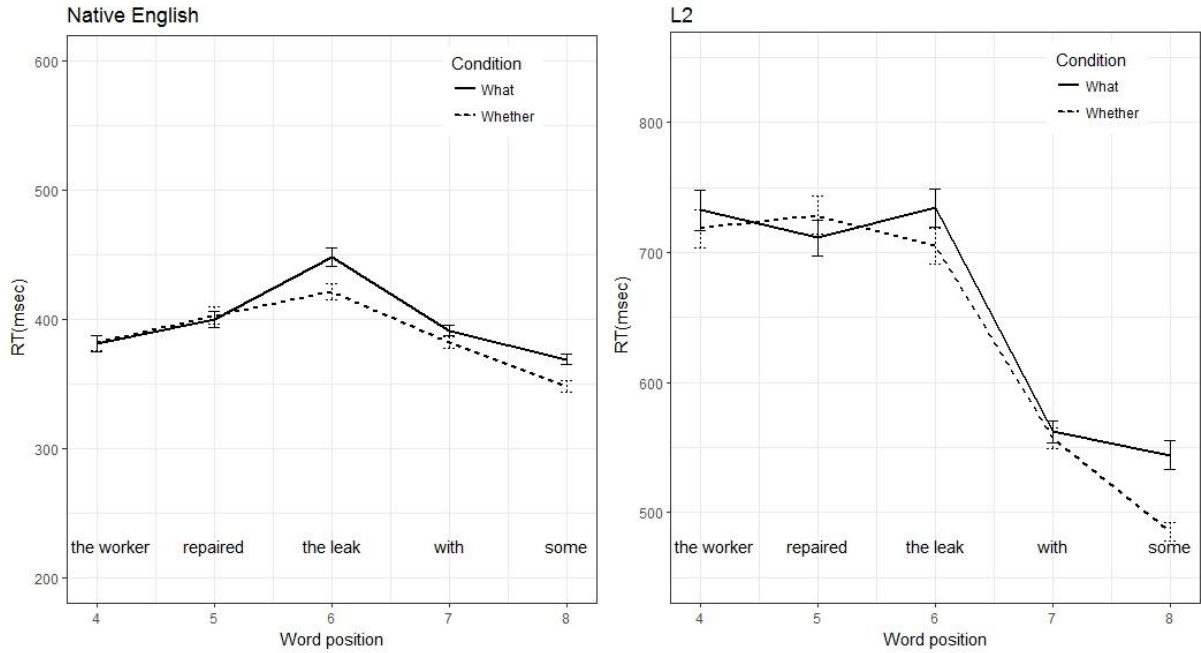 Native English
Condition
What
Whether
600
500
400
300
200
RT(msec)
the worker repaired the leak with some
4 5 6 7 8
Word position
L2
Condition
What
Whether
800
700
600
500
RT(msec)
the worker repaired the leak with some
4 5 6 7 8
Word position